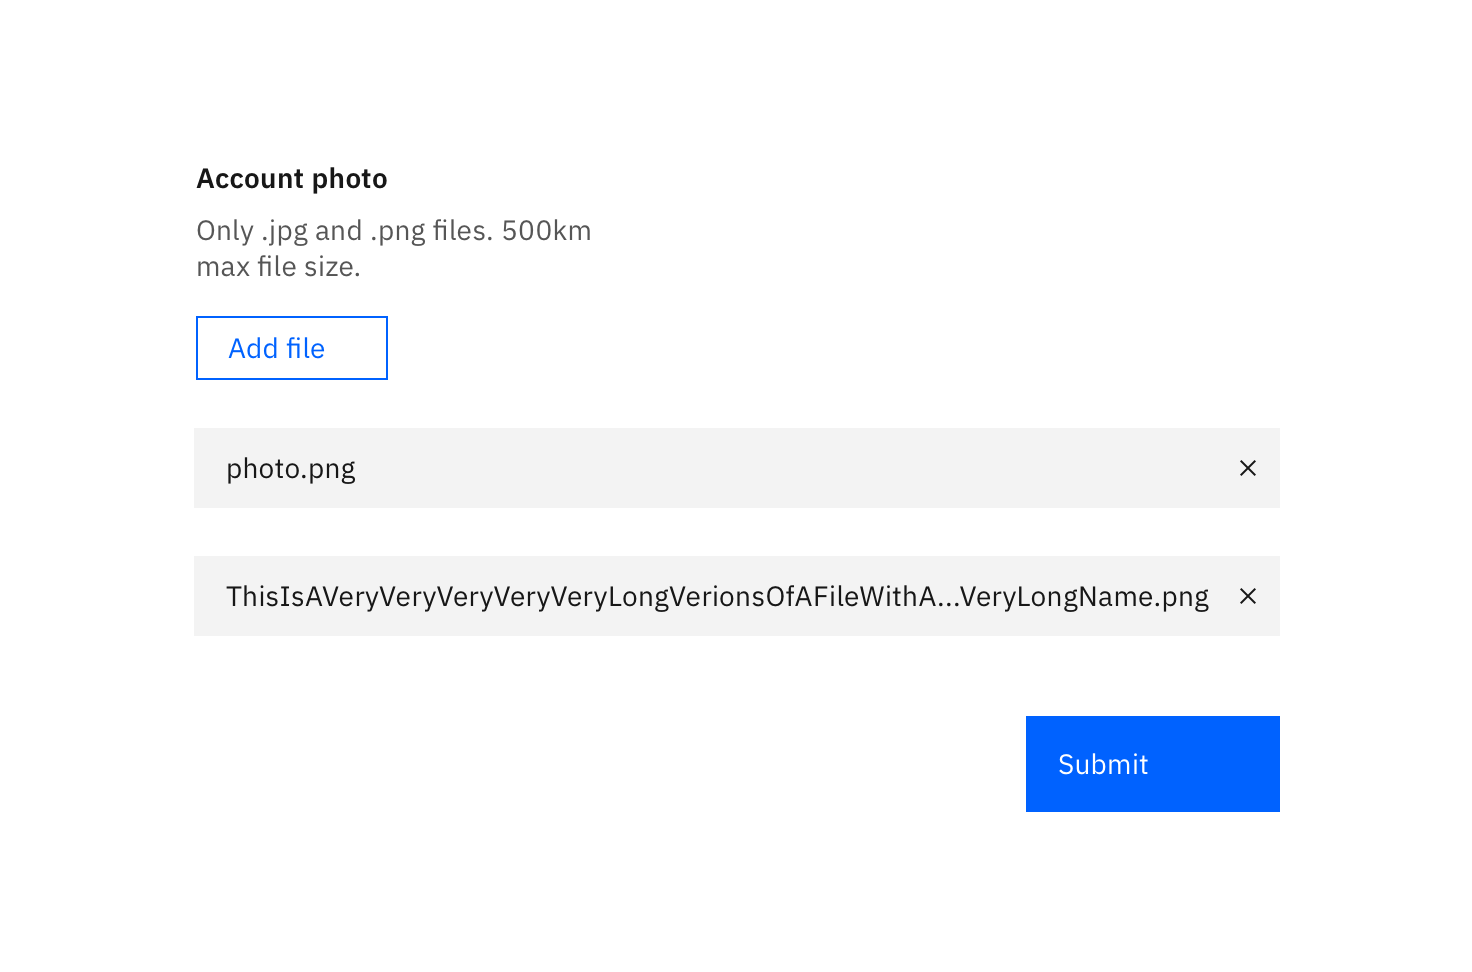 Account photo
Only .jpg and .png files. 500km
max file size.
Add file
photo.png
ThisIsAVeryVeryVeryVeryVeryLongVerionsOfAFileWithA...VeryLongName.png
Submit